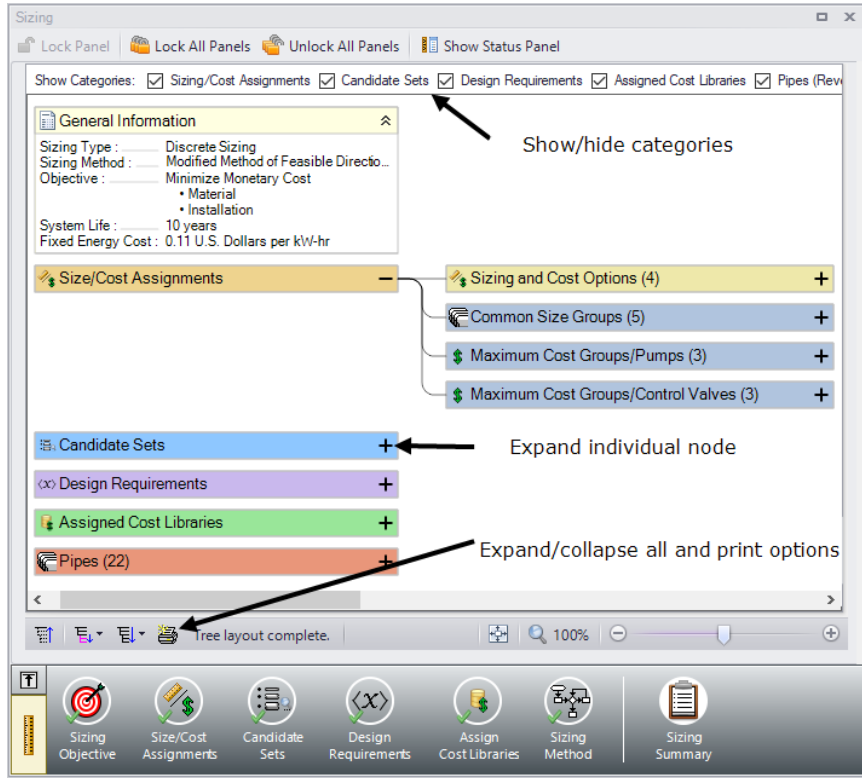 Sizing
Lock Panel Lock All Panels Unlock All Panels Show Status Panel
Show Categories: Sizing/Cost Assignments Candidate Sets Design Requirements Assigned Cost Libraries Pipes (Reve
General Information
Show/hide categories
Sizing Type : Discrete Sizing
Sizing Method : Modified Method of Feasible Directio...
Objective : Minimize Monetary Cost
• Material
• Installation
System Life : 10 years
Fixed Energy Cost : 0.11 U.S. Dollars per kW-hr
Size/Cost Assignments
Sizing and Cost Options (4)
Common Size Groups (5)
Maximum Cost Groups/Pumps (3)
Maximum Cost Groups/Control Valves (3)
Candidate Sets
Expand individual node
Design Requirements
Assigned Cost Libraries
Expand/collapse all and print options
Pipes (22)
Tree layout complete. 100%
Sizing Objective
Size/Cost Assignments
Candidate Sets
Design Requirements
Assign Cost Libraries
Sizing Method
Sizing Summary